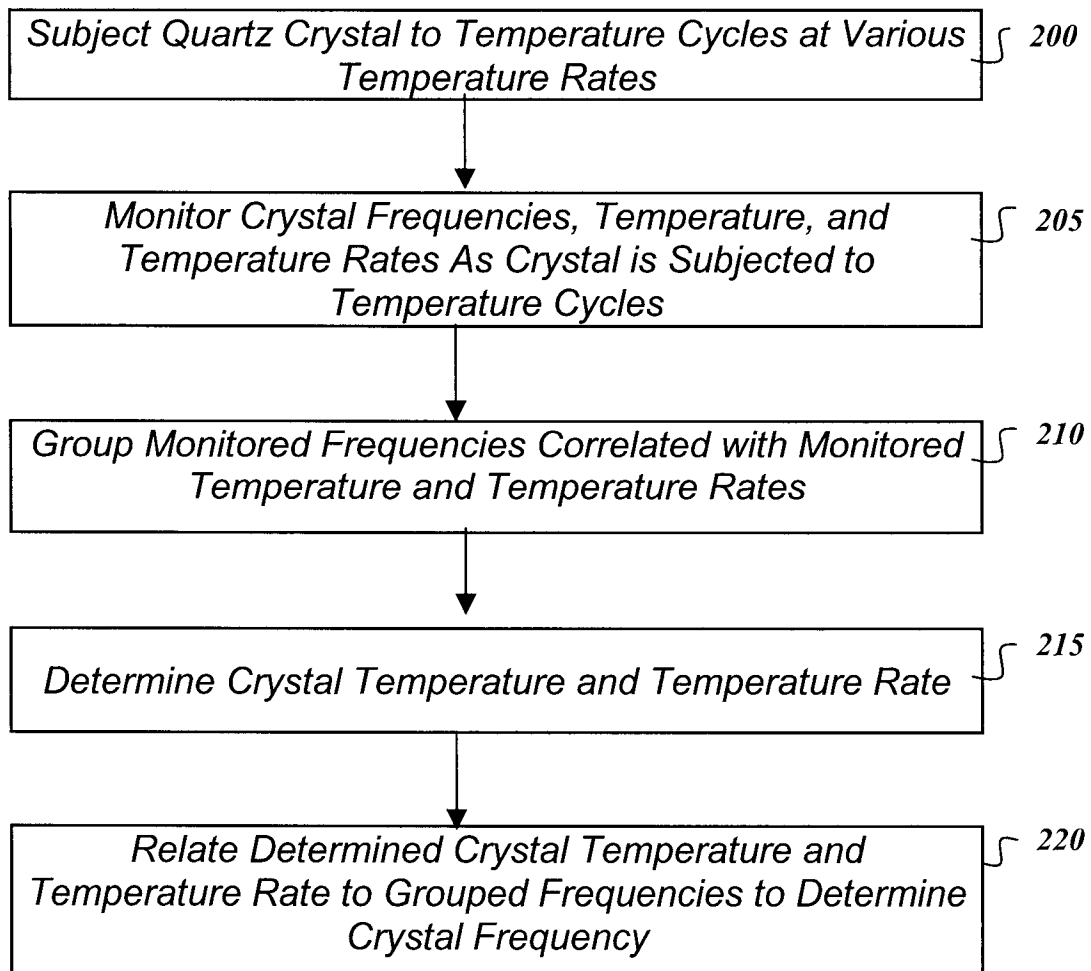 Subject Quartz Crystal to Temperature Cycles at Various
Temperature Rates
200
Monitor Crystal Frequencies, Temperature, and
Temperature Rates As Crystal is Subjected to
Temperature Cycles
205
Group Monitored Frequencies Correlated with Monitored
Temperature and Temperature Rates
210
Determine Crystal Temperature and Temperature Rate
215
Relate Determined Crystal Temperature and
Temperature Rate to Grouped Frequencies to Determine
Crystal Frequency
220